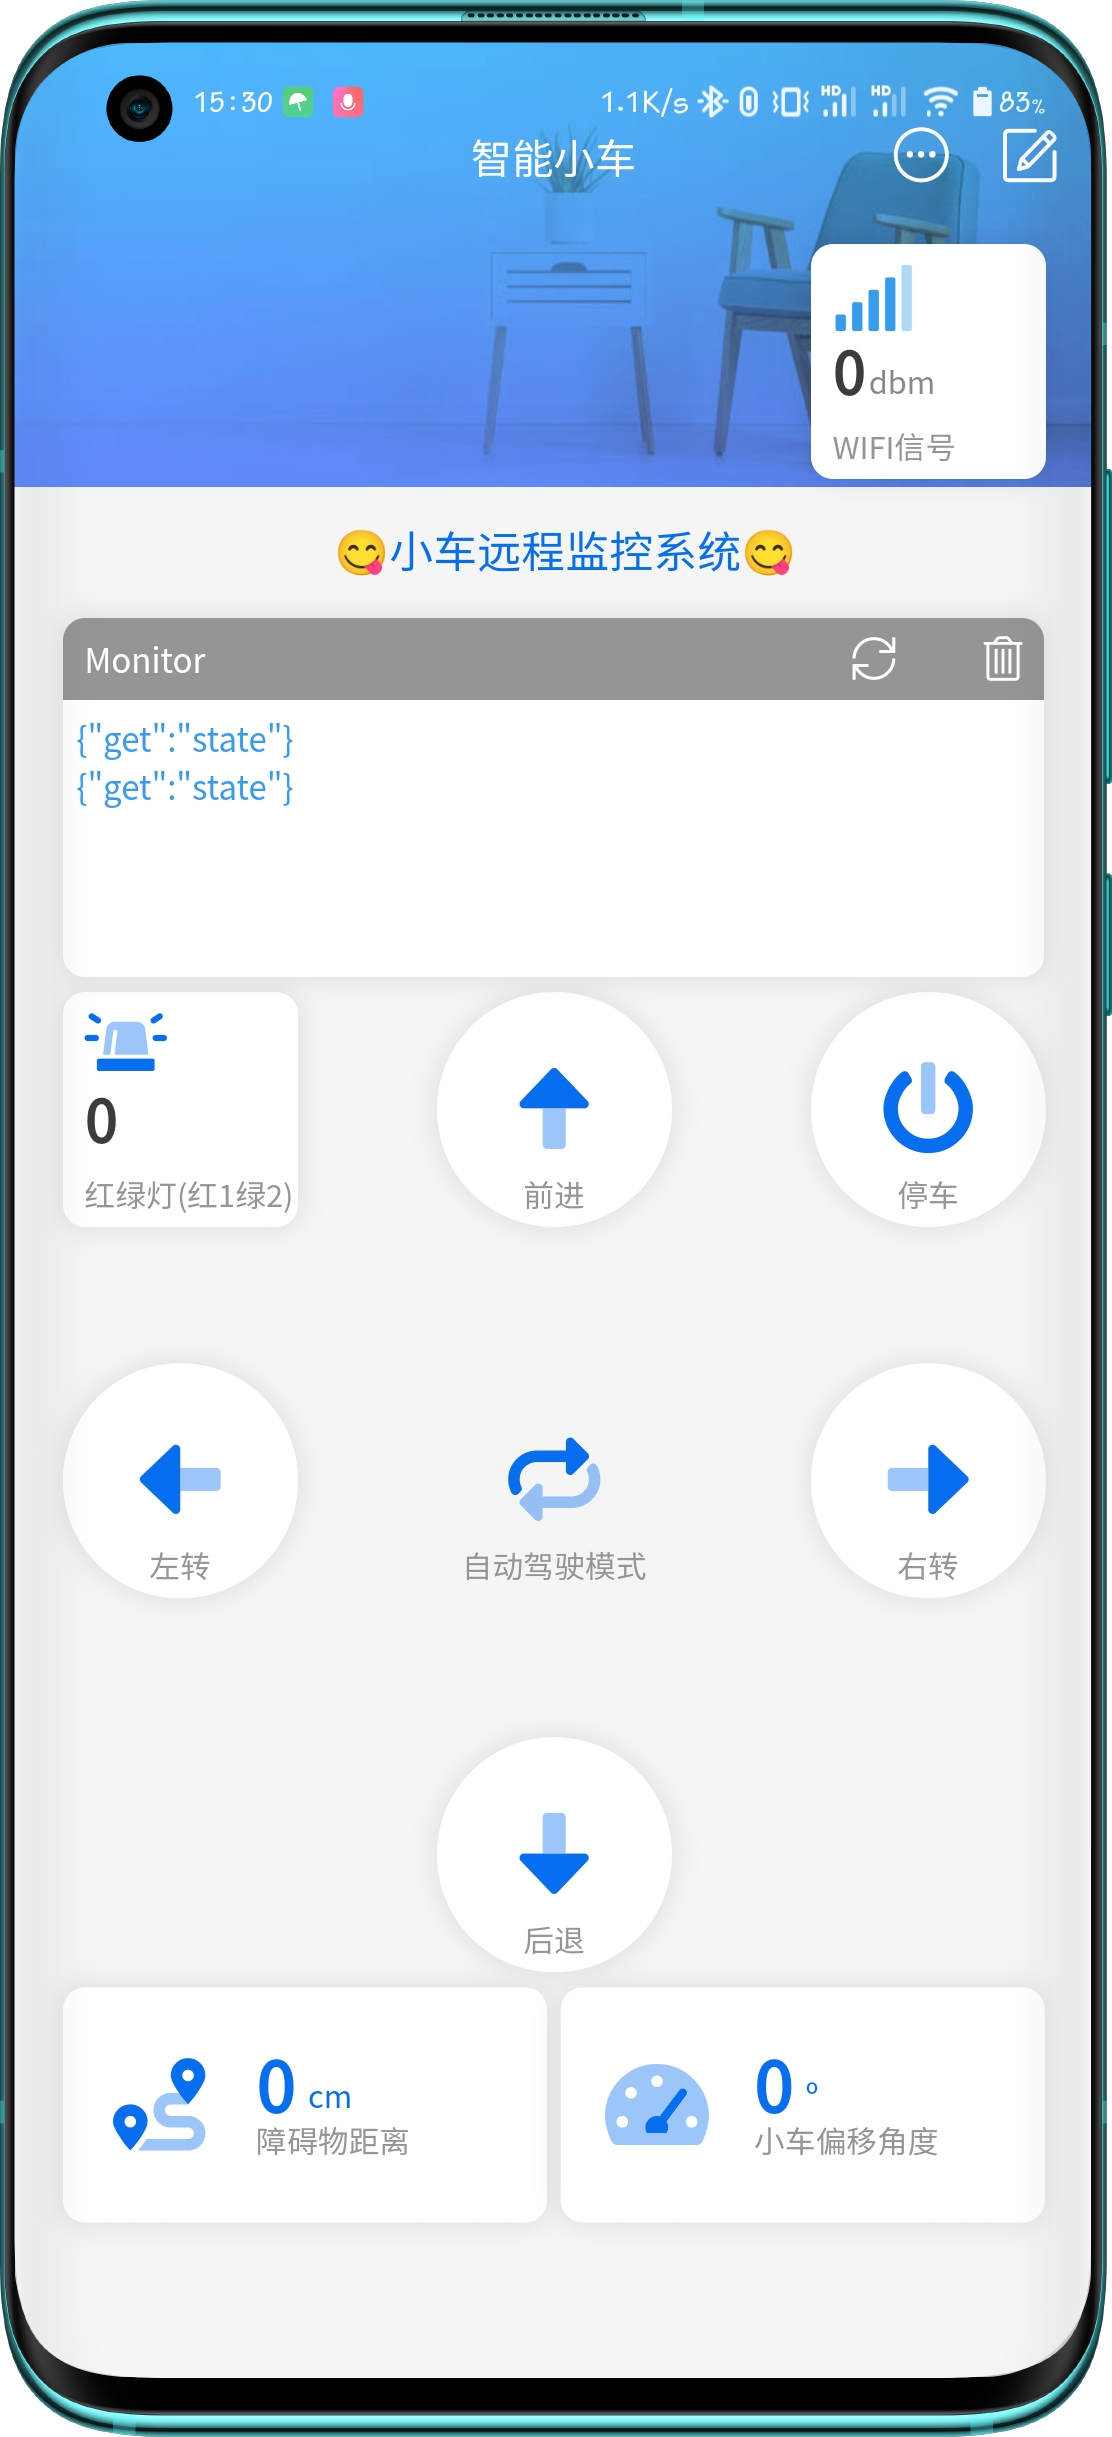 15:30
1.1K/s
HD
HD
83%
智能小车
0dbm
WIFI信号
😋小车远程监控系统😋
Monitor
{"get":"state"}
{"get":"state"}
0
红绿灯(红1绿2)
前进
停车
左转
自动驾驶模式
右转
后退
0 cm
障碍物距离
0 °
小车偏移角度